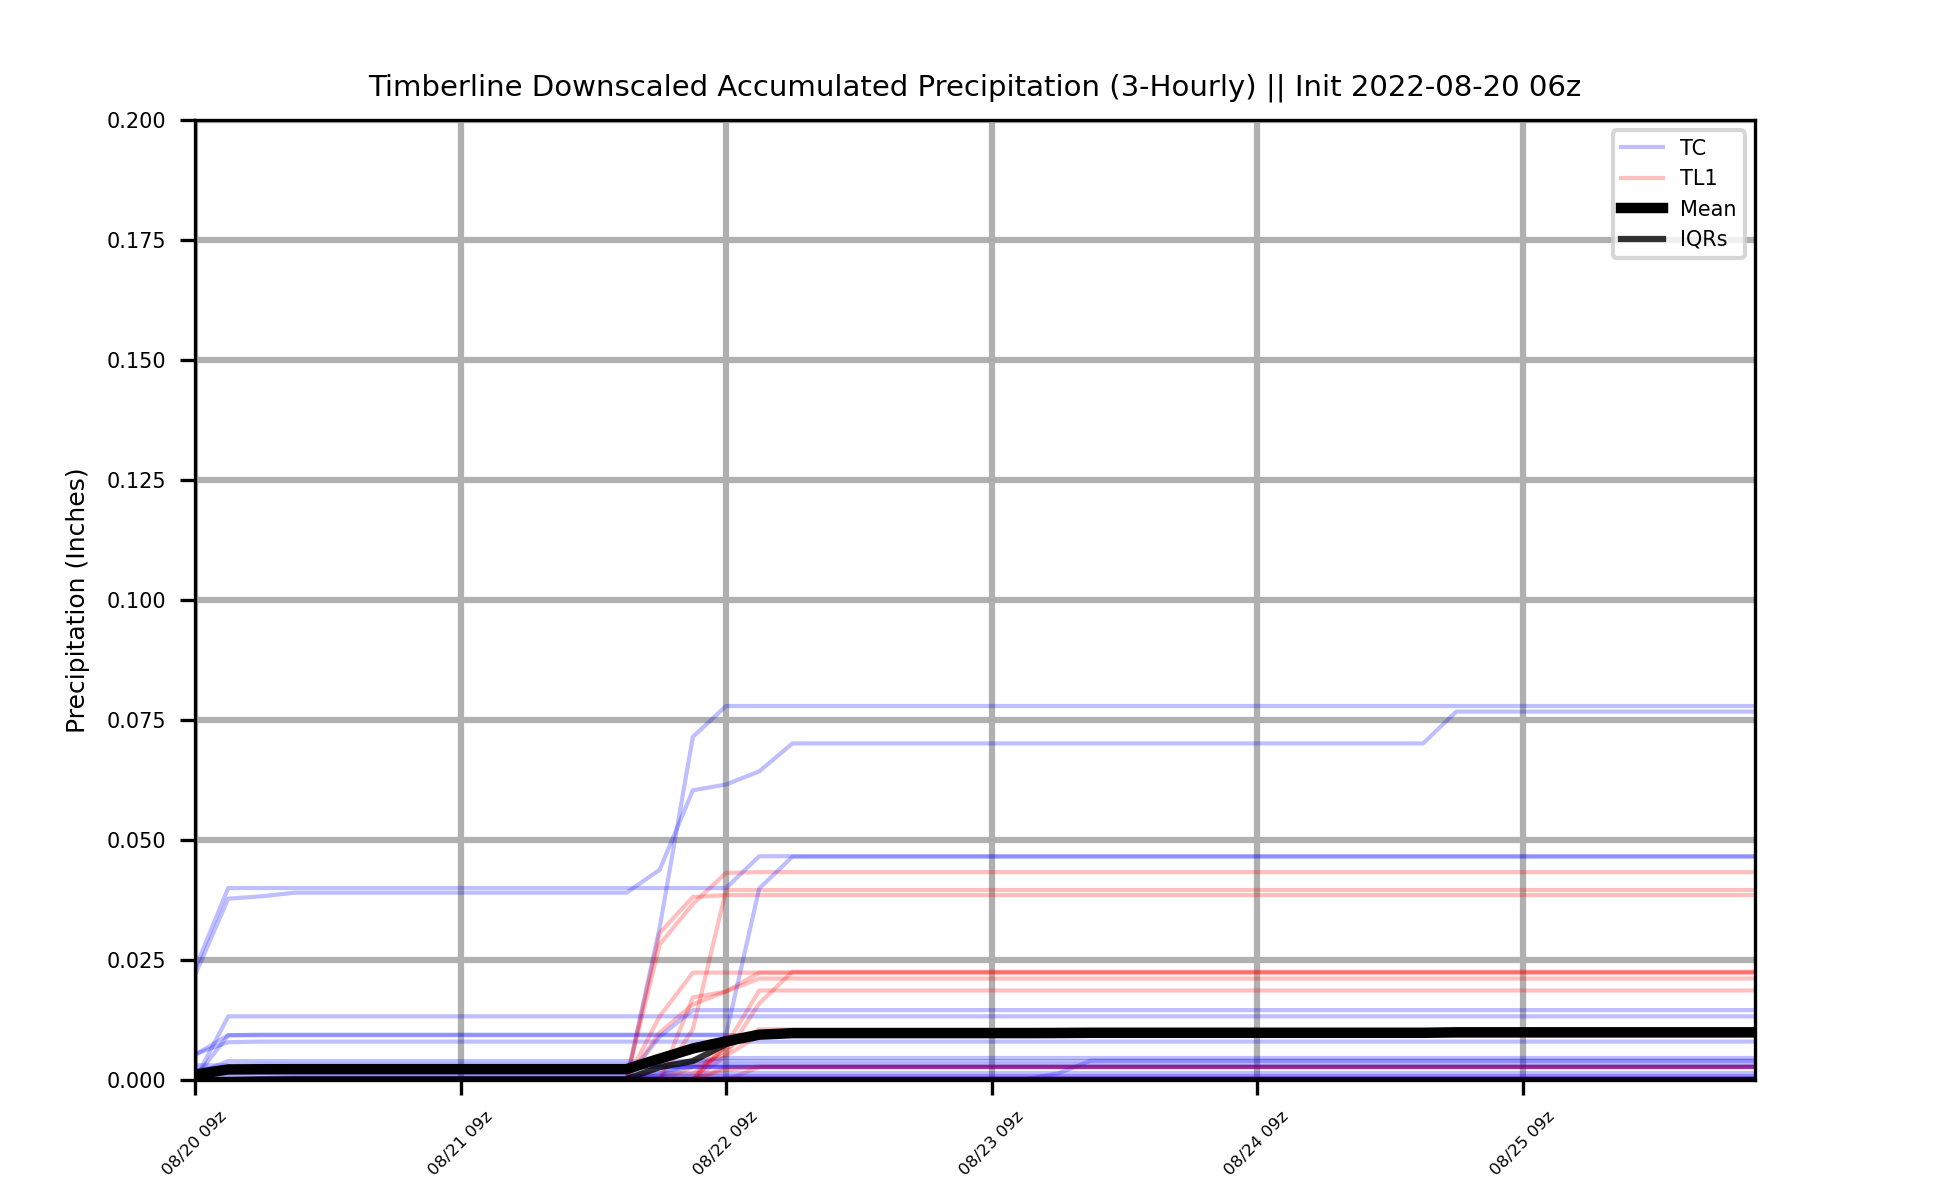 Timberline Downscaled Accumulated Precipitation (3-Hourly) || Init 2022-08-20 06z
TC
TL1
Mean
IQRs
Precipitation (Inches)
0.200
0.175
0.150
0.125
0.100
0.075
0.050
0.025
0.000
08/20 09z
08/21 09z
08/22 09z
08/23 09z
08/24 09z
08/25 09z